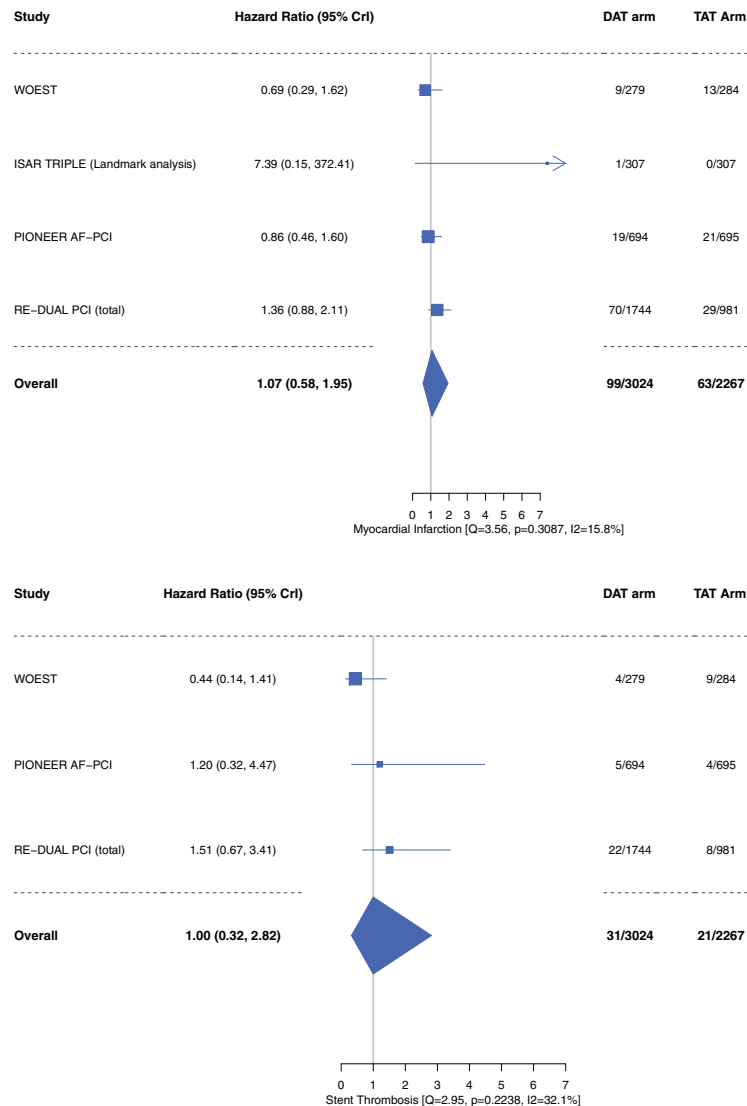 Study Hazard Ratio (95% CrI) DAT arm TAT Arm
WOEST 0.69 (0.29, 1.62) 9/279 13/284
ISAR TRIPLE (Landmark analysis) 7.39 (0.15, 372.41) 1/307 0/307
PIONEER AF−PCI 0.86 (0.46, 1.60) 19/694 21/695
RE−DUAL PCI (total) 1.36 (0.88, 2.11) 70/1744 29/981
Overall 1.07 (0.58, 1.95) 99/3024 63/2267
0 1 2 3 4 5 6 7
Myocardial Infarction [Q=3.56, p=0.3087, I2=15.8%]
Study Hazard Ratio (95% CrI) DAT arm TAT Arm
WOEST 0.44 (0.14, 1.41) 4/279 9/284
PIONEER AF−PCI 1.20 (0.32, 4.47) 5/694 4/695
RE−DUAL PCI (total) 1.51 (0.67, 3.41) 22/1744 8/981
Overall 1.00 (0.32, 2.82) 31/3024 21/2267
0 1 2 3 4 5 6 7
Stent Thrombosis [Q=2.95, p=0.2238, I2=32.1%]